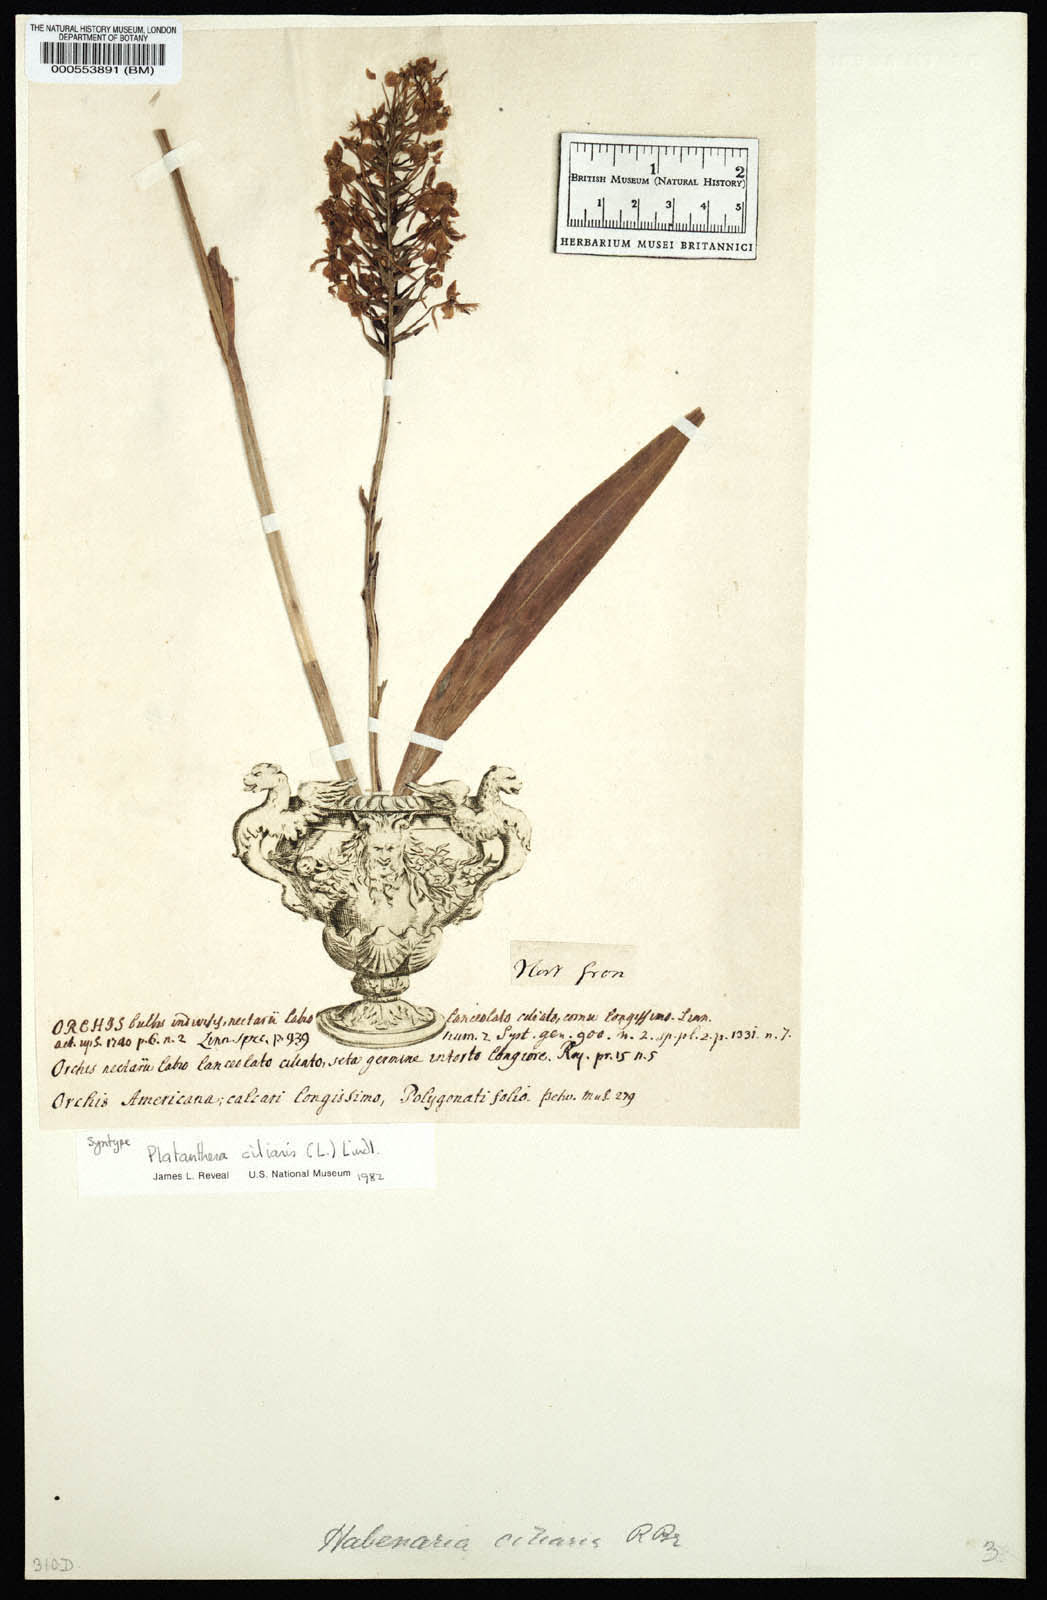 THE NATURAL HISTORY MUSEUM, LONDON
DEPARTMENT OF BOTANY
000553891 (BM)
1 2
BRITISH MUSEUM (NATURAL HISTORY)
1 2 3 4 5
HERBARIUM MUSEI BRITANNICI
Hort
ORCHIS bulbis indivisis, nectarii labio lanceolato ciliato, cornu longissimo. Linn.
act. ups. 1740 p. 6. n. 2 Linn. spec. p. 939 num. 2 Syst. gen. 900. n. 2. sp. pl. 2. p. 1331. n. 7.
Orchis nectarii labio lanceolato ciliato, seta germine intorto longiore. Roy. pr. 15 n. 5
Orchis Americana, calcari longissimo, Polygonati folio. Petiv. Mus. 279
Syntype Platanthera ciliaris (L.) Lindl.
James L. Reveal U.S. National Museum 1982
Habenaria ciliaris R Br
310.D
3